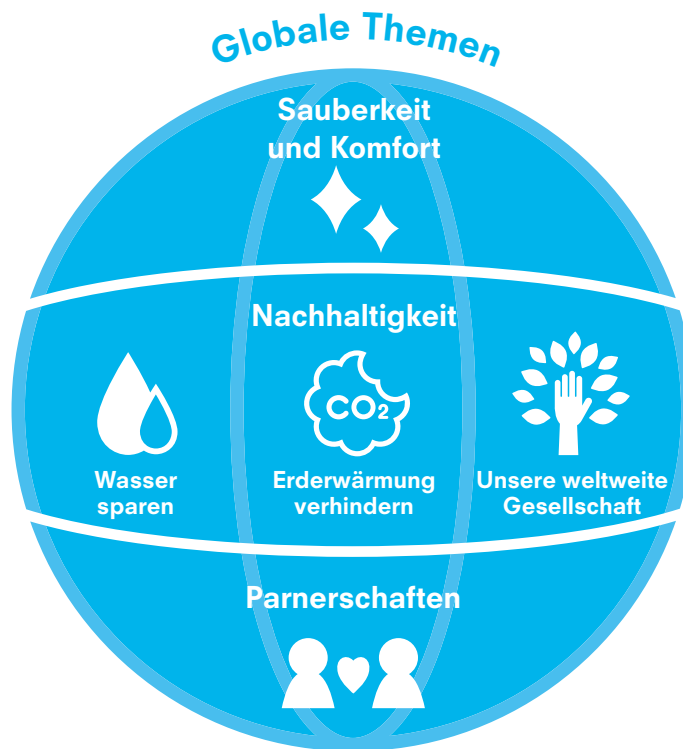 Globale Themen
Sauberkeit
und Komfort
Nachhaltigkeit
CO2
Wasser
sparen
Erderwärmung
verhindern
Unsere weltweite
Gesellschaft
Parnerschaften